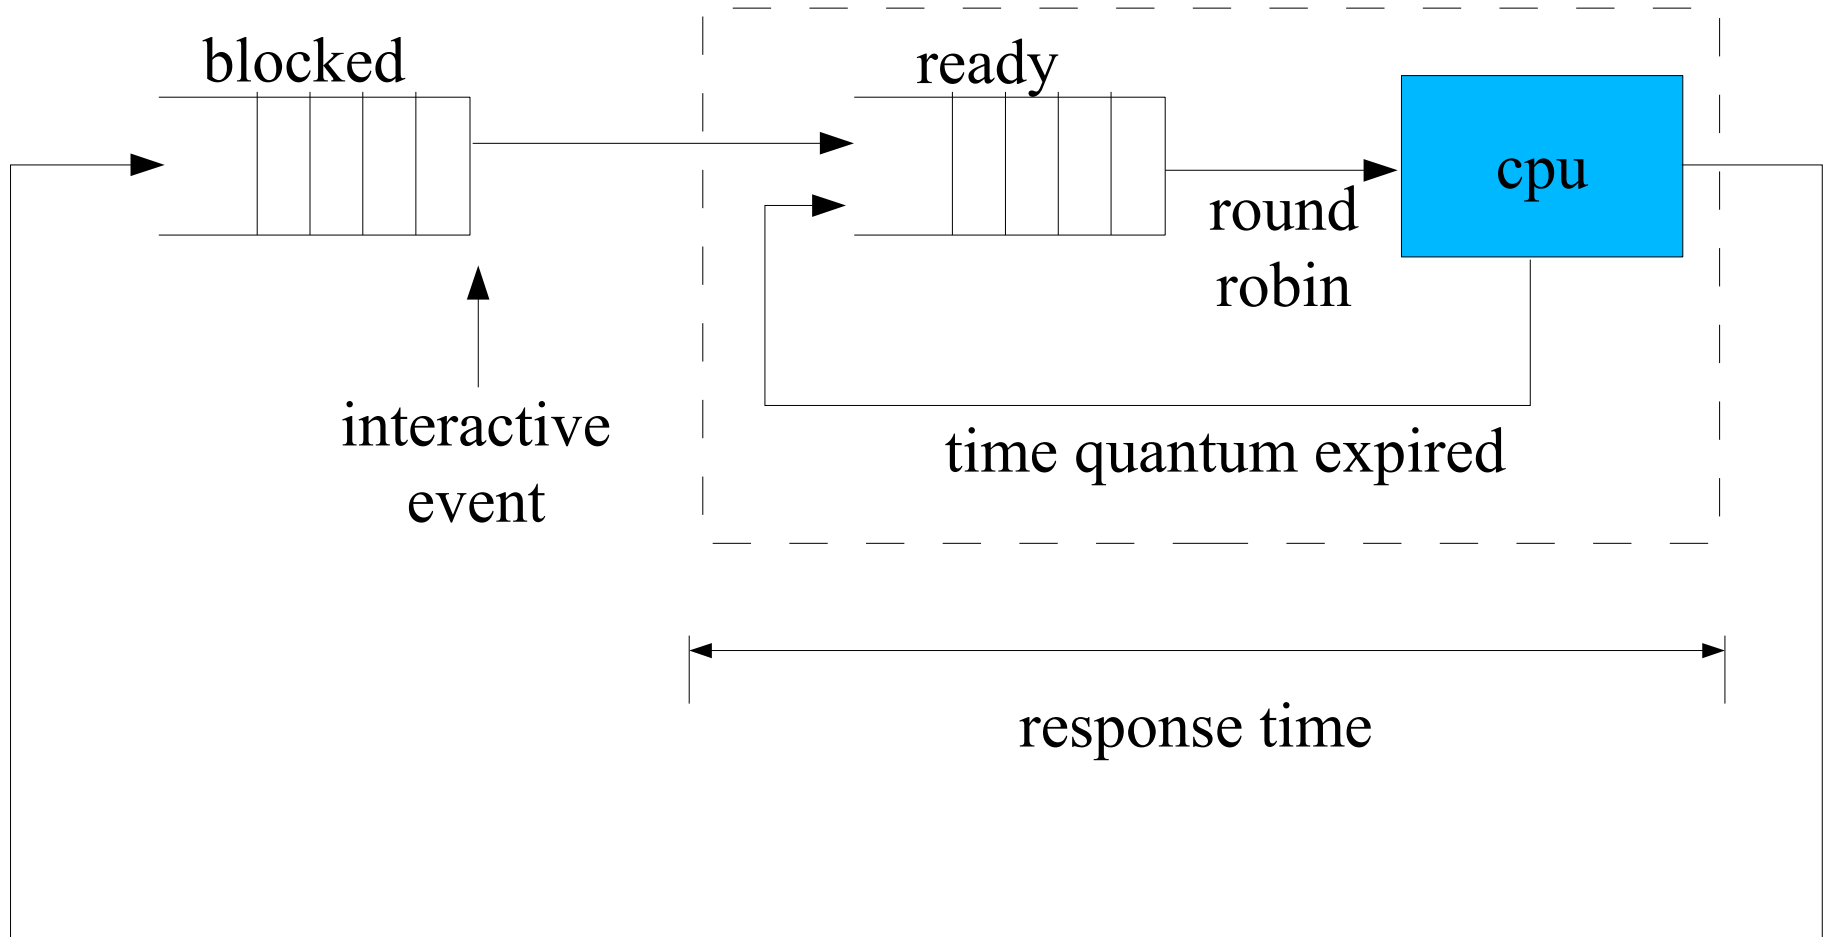 blocked
ready
cpu
round
robin
interactive
event
time quantum expired
response time